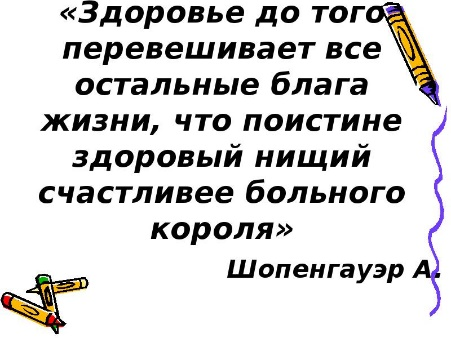 «Здоровье до того
перевешивает все
остальные блага
жизни, что поистине
здоровый нищий
счастливее больного
короля»
Шопенгауэр А.